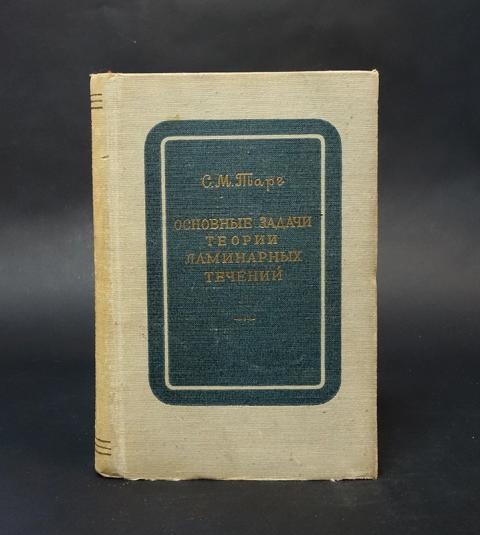 С. М. Тарг
ОСНОВНЫЕ ЗАДАЧИ
ТЕОРИИ
ЛАМИНАРНЫХ
ТЕЧЕНИЙ